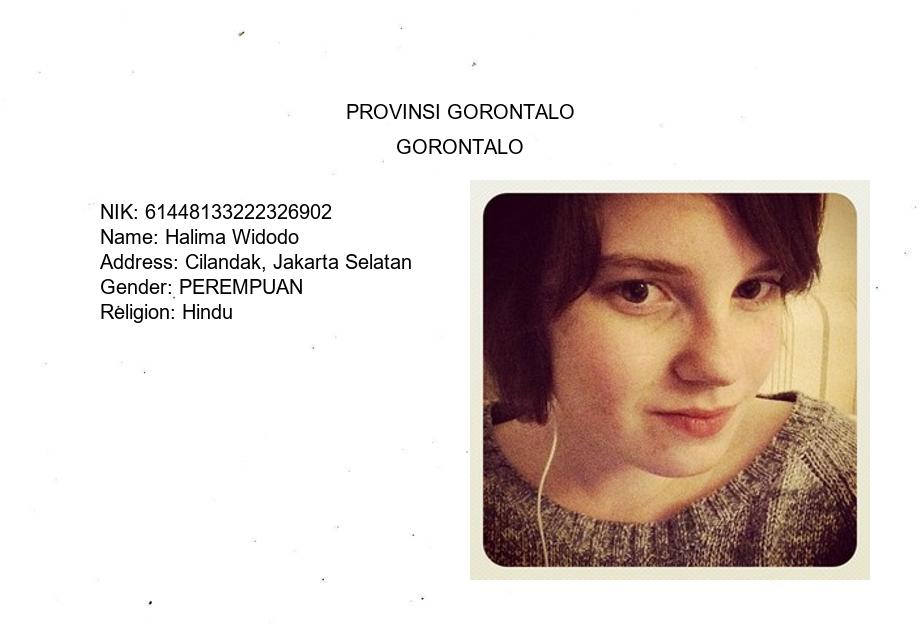 PROVINSI GORONTALO
GORONTALO
NIK: 61448133222326902
Name: Halima Widodo
Address: Cilandak, Jakarta Selatan
Gender: PEREMPUAN
Religion: Hindu